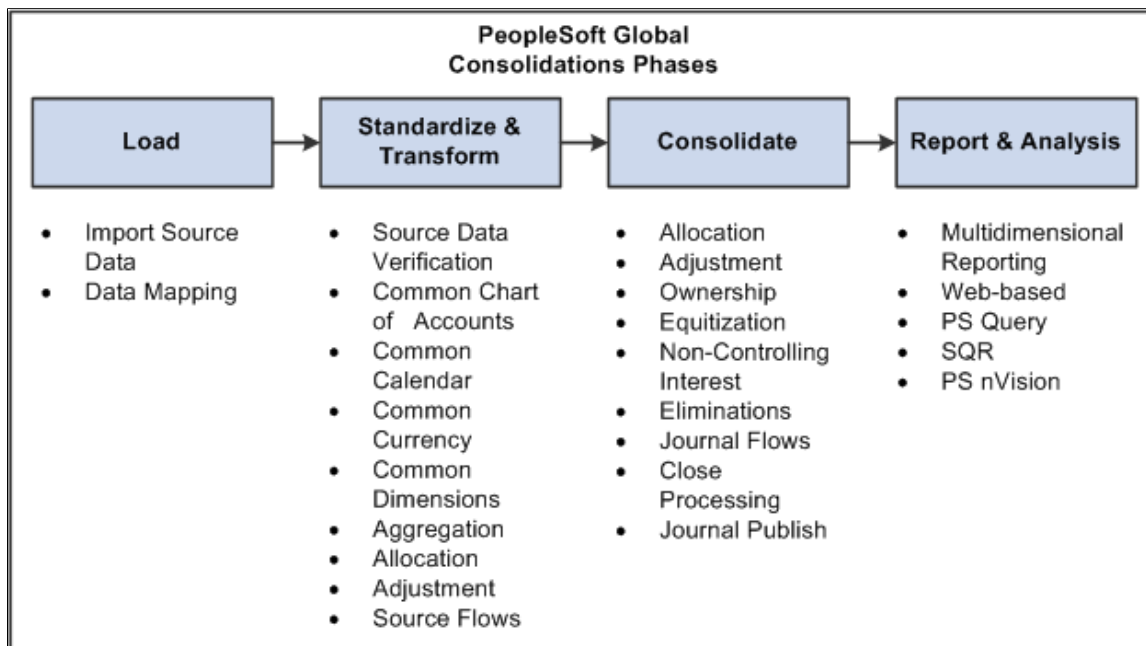 PeopleSoft Global
Consolidations Phases
Load
Standardize &
Transform
Consolidate
Report & Analysis
• Import Source
Data
• Data Mapping
• Source Data
Verification
• Common Chart
of Accounts
• Common
Calendar
• Common
Currency
• Common
Dimensions
• Aggregation
• Allocation
• Adjustment
• Source Flows
• Allocation
• Adjustment
• Ownership
• Equitization
• Non-Controlling
Interest
• Eliminations
• Journal Flows
• Close
Processing
• Journal Publish
• Multidimensional
Reporting
• Web-based
• PS Query
• SQR
• PS nVision